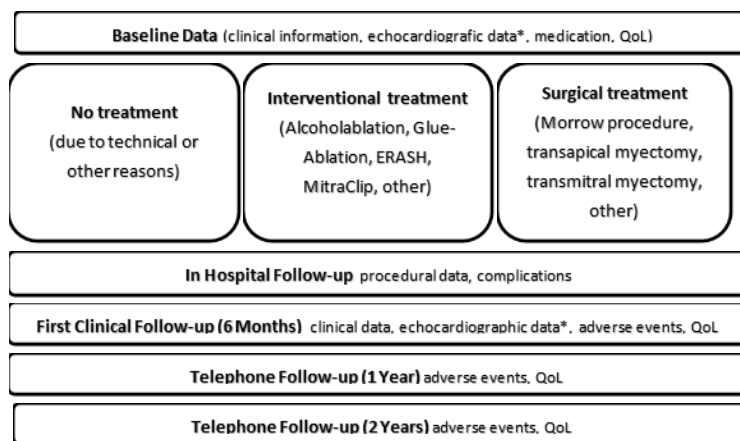 Baseline Data (clinical information, echocardiografic data*, medication, QoL)
No treatment
(due to technical or
other reasons)
Interventional treatment
(Alcoholablation, Glue-
Ablation, ERASH,
MitraClip, other)
Surgical treatment
(Morrow procedure,
transapical myectomy,
transmitral myectomy,
other)
In Hospital Follow-up procedural data, complications
First Clinical Follow-up (6 Months) clinical data, echocardiographic data*, adverse events, QoL
Telephone Follow-up (1 Year) adverse events, QoL
Telephone Follow-up (2 Years) adverse events, QoL